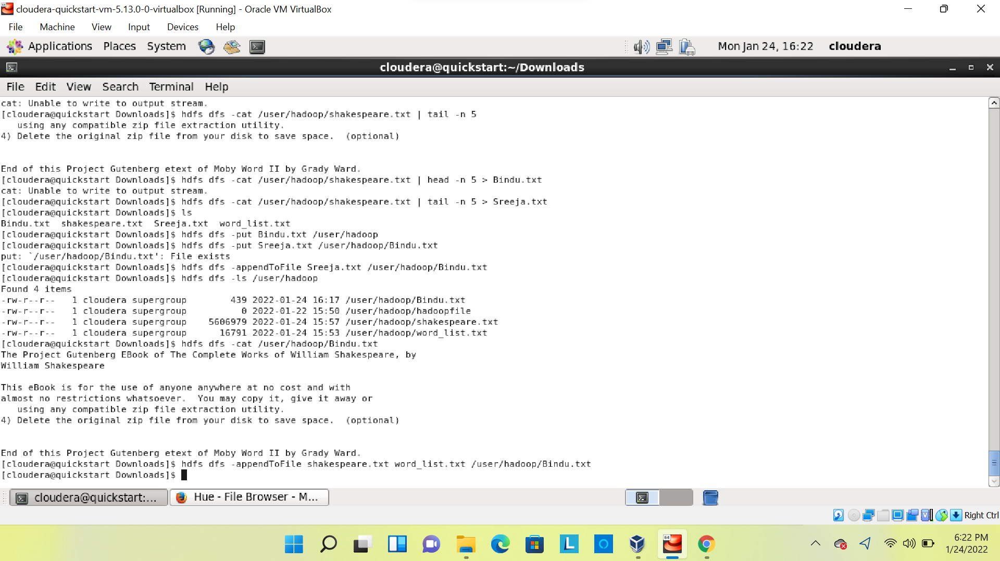 cloudera-quickstart-vm-5.13.0-0-virtualbox [Running] - Oracle VM VirtualBox
File Machine View Input Devices Help
Applications Places System Mon Jan 24, 16:22 cloudera
cloudera@quickstart:~/Downloads
File Edit View Search Terminal Help
cat: Unable to write to output stream.
[cloudera@quickstart Downloads]$ hdfs dfs -cat /user/hadoop/shakespeare.txt | tail -n 5
   using any compatible zip file extraction utility.
4) Delete the original zip file from your disk to save space.  (optional)
End of this Project Gutenberg etext of Moby Word II by Grady Ward.
[cloudera@quickstart Downloads]$ hdfs dfs -cat /user/hadoop/shakespeare.txt | head -n 5 > Bindu.txt
cat: Unable to write to output stream.
[cloudera@quickstart Downloads]$ hdfs dfs -cat /user/hadoop/shakespeare.txt | tail -n 5 > Sreeja.txt
[cloudera@quickstart Downloads]$ ls
Bindu.txt  shakespeare.txt  Sreeja.txt  word_list.txt
[cloudera@quickstart Downloads]$ hdfs dfs -put Bindu.txt /user/hadoop
[cloudera@quickstart Downloads]$ hdfs dfs -put Sreeja.txt /user/hadoop/Bindu.txt
put: `/user/hadoop/Bindu.txt': File exists
[cloudera@quickstart Downloads]$ hdfs dfs -appendToFile Sreeja.txt /user/hadoop/Bindu.txt
[cloudera@quickstart Downloads]$ hdfs dfs -ls /user/hadoop
Found 4 items
-rw-r--r--   1 cloudera supergroup        439 2022-01-24 16:17 /user/hadoop/Bindu.txt
-rw-r--r--   1 cloudera supergroup          0 2022-01-22 15:50 /user/hadoop/hadoopfile
-rw-r--r--   1 cloudera supergroup    5606979 2022-01-24 15:57 /user/hadoop/shakespeare.txt
-rw-r--r--   1 cloudera supergroup      16791 2022-01-24 15:53 /user/hadoop/word_list.txt
[cloudera@quickstart Downloads]$ hdfs dfs -cat /user/hadoop/Bindu.txt
The Project Gutenberg EBook of The Complete Works of William Shakespeare, by
William Shakespeare
This eBook is for the use of anyone anywhere at no cost and with
almost no restrictions whatsoever.  You may copy it, give it away or
   using any compatible zip file extraction utility.
4) Delete the original zip file from your disk to save space.  (optional)
End of this Project Gutenberg etext of Moby Word II by Grady Ward.
[cloudera@quickstart Downloads]$ hdfs dfs -appendToFile shakespeare.txt word_list.txt /user/hadoop/Bindu.txt
[cloudera@quickstart Downloads]$
cloudera@quickstart:... Hue - File Browser - M...
Right Ctrl
6:22 PM
1/24/2022